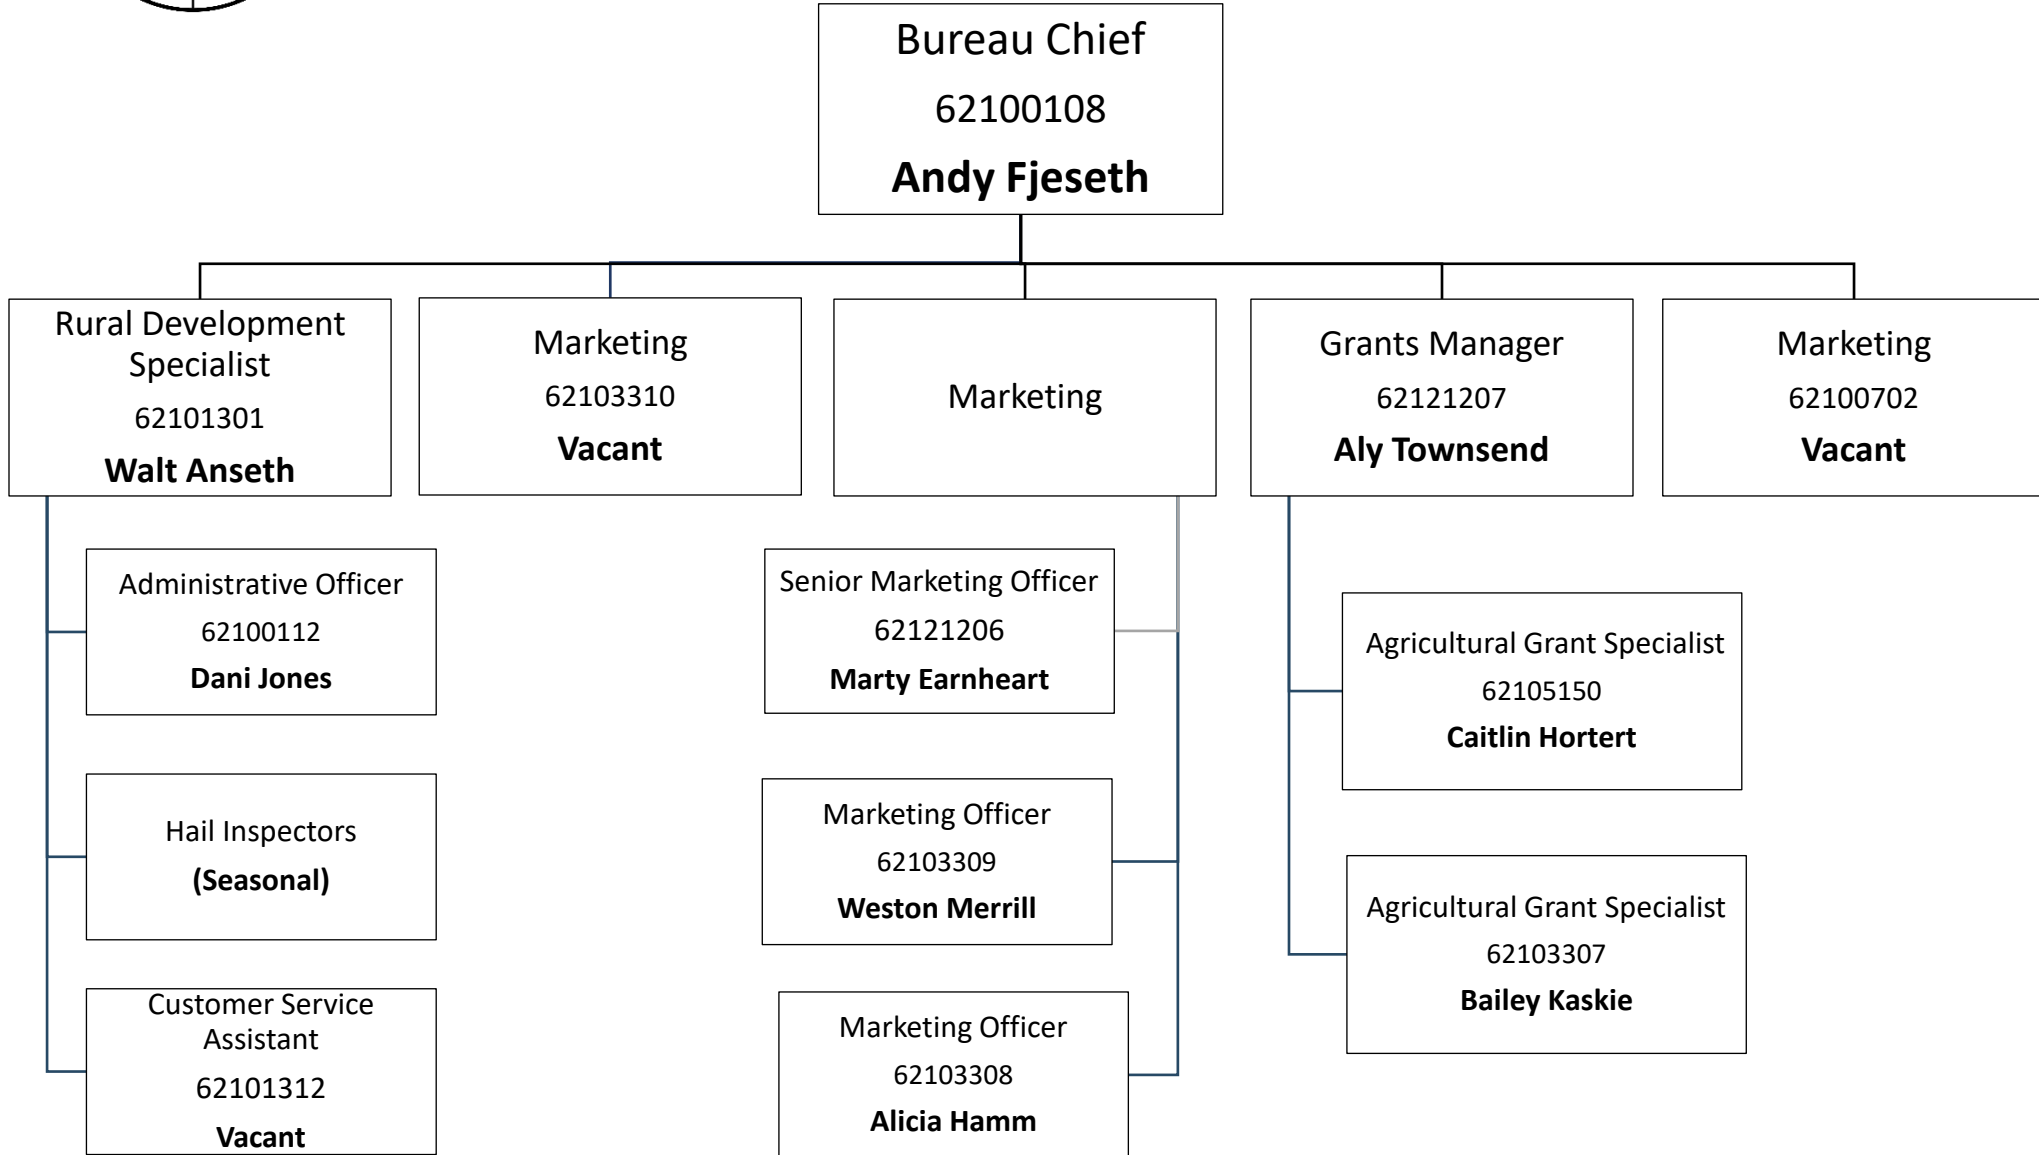 Bureau Chief
62100108
Andy Fjeseth
Rural Development
Specialist
62101301
Walt Anseth
Marketing
62103310
Vacant
Marketing
Grants Manager
62121207
Aly Townsend
Marketing
62100702
Vacant
Administrative Officer
62100112
Dani Jones
Hail Inspectors
(Seasonal)
Customer Service
Assistant
62101312
Vacant
Senior Marketing Officer
62121206
Marty Earnheart
Marketing Officer
62103309
Weston Merrill
Marketing Officer
62103308
Alicia Hamm
Agricultural Grant Specialist
62105150
Caitlin Hortert
Agricultural Grant Specialist
62103307
Bailey Kaskie